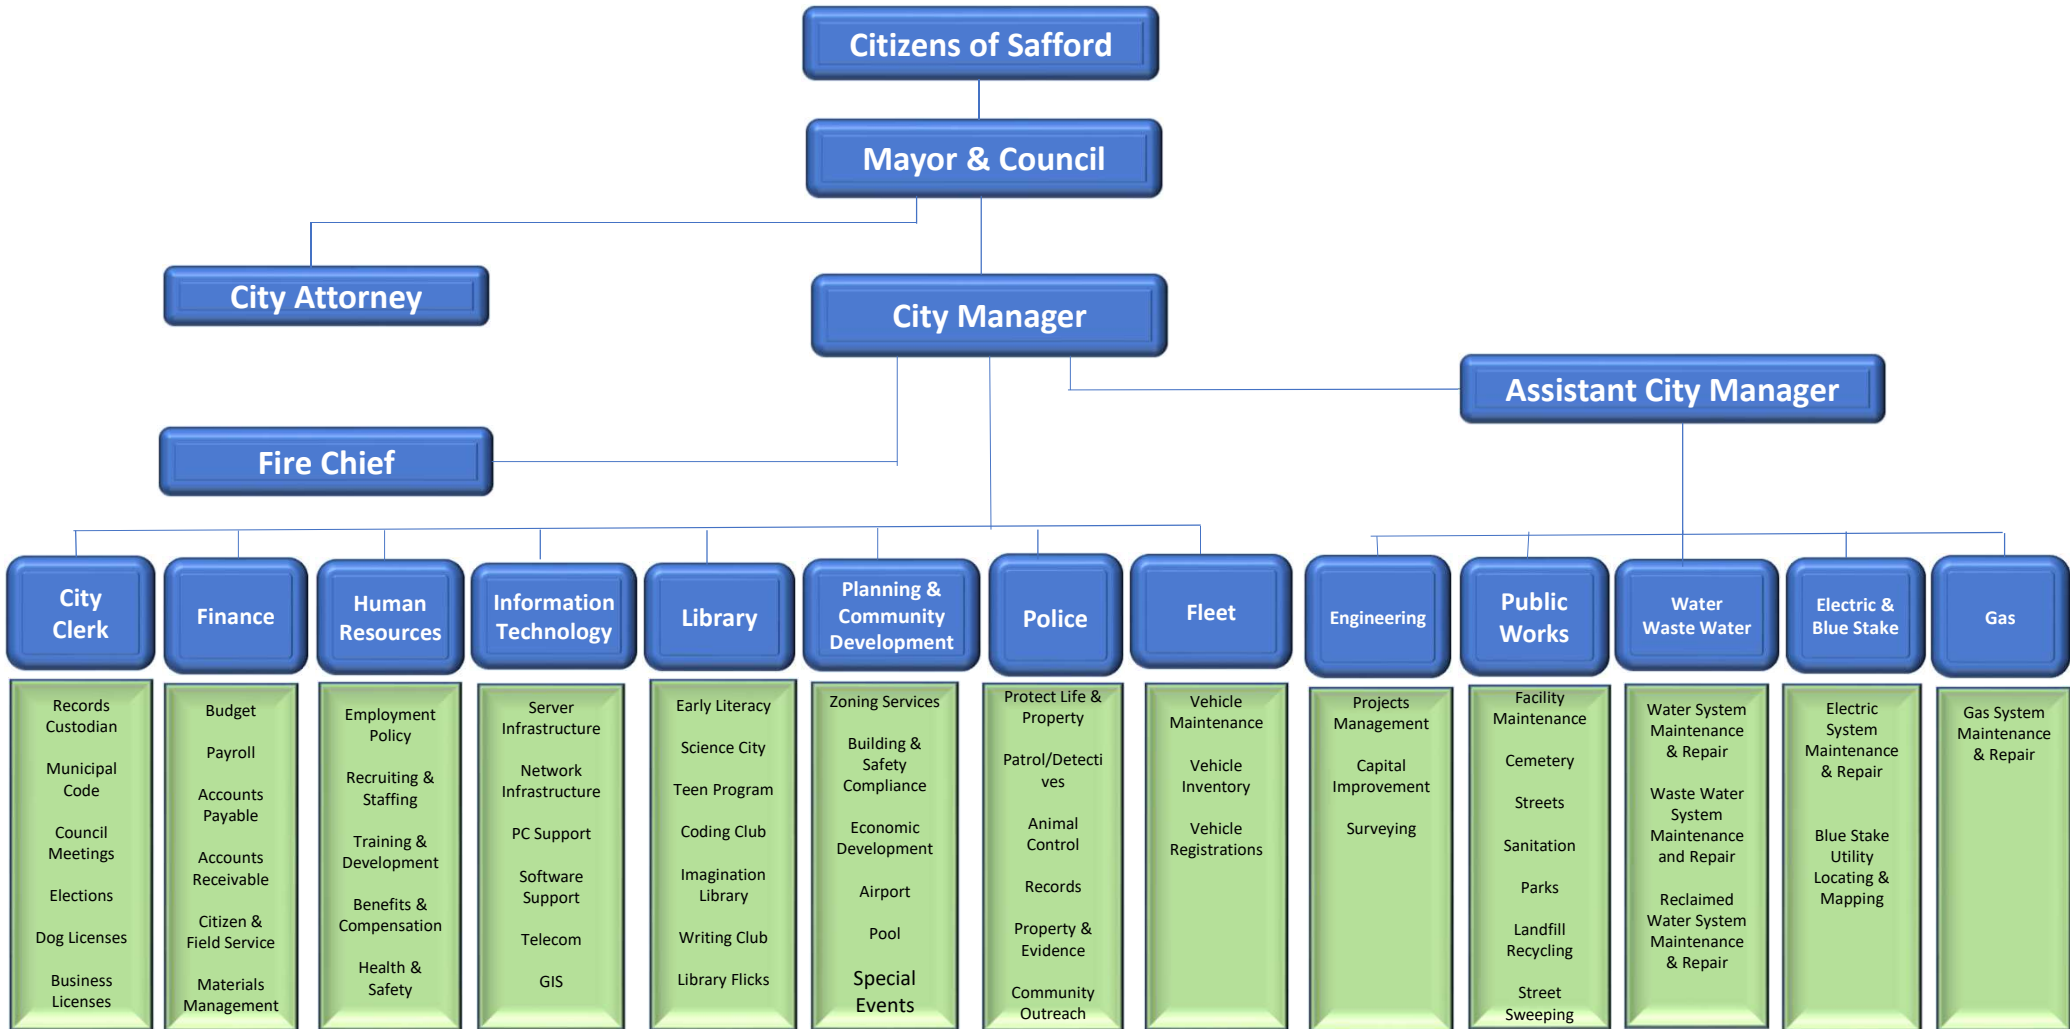 Citizens of Safford
Mayor & Council
City Attorney
City Manager
Assistant City Manager
Fire Chief
City
Clerk
Finance
Human
Resources
Information
Technology
Library
Planning &
Community
Development
Police
Fleet
Engineering
Public
Works
Water
Waste Water
Electric &
Blue Stake
Gas
Records
Custodian
Municipal
Code
Council
Meetings
Elections
Dog Licenses
Business
Licenses
Budget
Payroll
Accounts
Payable
Accounts
Receivable
Citizen &
Field Service
Materials
Management
Employment
Policy
Recruiting &
Staffing
Training &
Development
Benefits &
Compensation
Health &
Safety
Server
Infrastructure
Network
Infrastructure
PC Support
Software
Support
Telecom
GIS
Early Literacy
Science City
Teen Program
Coding Club
Imagination
Library
Writing Club
Library Flicks
Zoning Services
Building &
Safety
Compliance
Economic
Development
Airport
Pool
Special
Events
Protect Life &
Property
Patrol/Detecti
ves
Animal
Control
Records
Property &
Evidence
Community
Outreach
Vehicle
Maintenance
Vehicle
Inventory
Vehicle
Registrations
Projects
Management
Capital
Improvement
Surveying
Facility
Maintenance
Cemetery
Streets
Sanitation
Parks
Landfill
Recycling
Street
Sweeping
Water System
Maintenance
& Repair
Waste Water
System
Maintenance
and Repair
Reclaimed
Water System
Maintenance
& Repair
Electric
System
Maintenance
& Repair
Blue Stake
Utility
Locating &
Mapping
Gas System
Maintenance
& Repair